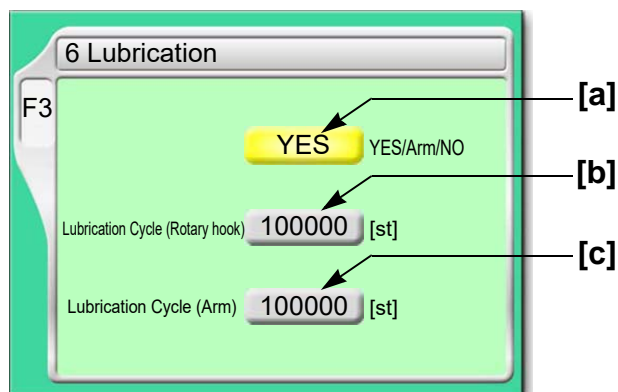 6 Lubrication
F3
[a]
YES YES/Arm/NO
[b]
Lubrication Cycle (Rotary hook) 100000 [st]
[c]
Lubrication Cycle (Arm) 100000 [st]